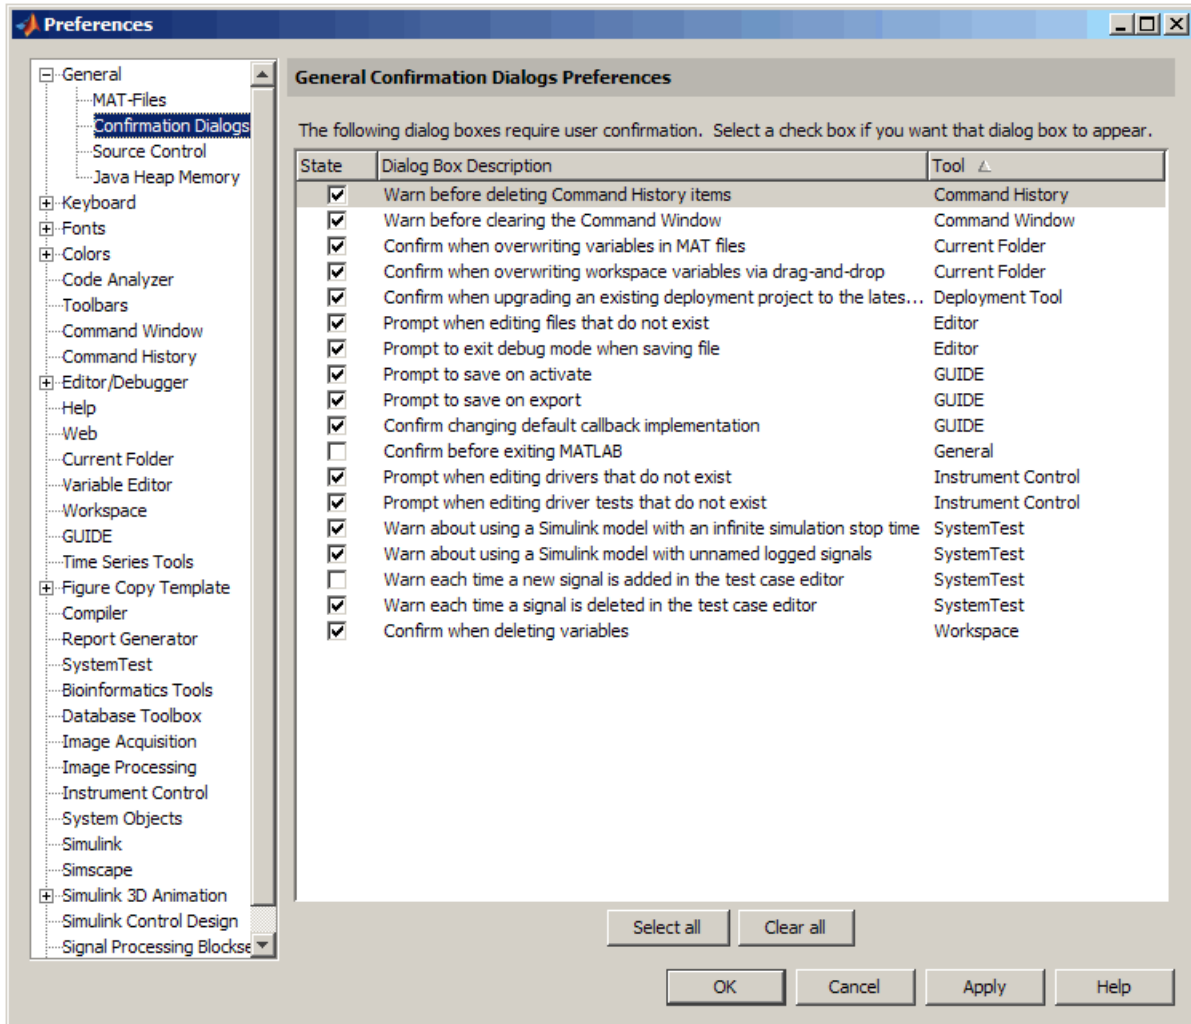 Preferences
General
MAT-Files
Confirmation Dialogs
Source Control
Java Heap Memory
Keyboard
Fonts
Colors
Code Analyzer
Toolbars
Command Window
Command History
Editor/Debugger
Help
Web
Current Folder
Variable Editor
Workspace
GUIDE
Time Series Tools
Figure Copy Template
Compiler
Report Generator
SystemTest
Bioinformatics Tools
Database Toolbox
Image Acquisition
Image Processing
Instrument Control
System Objects
Simulink
Simscape
Simulink 3D Animation
Simulink Control Design
Signal Processing Blockse
General Confirmation Dialogs Preferences
The following dialog boxes require user confirmation. Select a check box if you want that dialog box to appear.
State Dialog Box Description Tool
Warn before deleting Command History items Command History
Warn before clearing the Command Window Command Window
Confirm when overwriting variables in MAT files Current Folder
Confirm when overwriting workspace variables via drag-and-drop Current Folder
Confirm when upgrading an existing deployment project to the lates... Deployment Tool
Prompt when editing files that do not exist Editor
Prompt to exit debug mode when saving file Editor
Prompt to save on activate GUIDE
Prompt to save on export GUIDE
Confirm changing default callback implementation GUIDE
Confirm before exiting MATLAB General
Prompt when editing drivers that do not exist Instrument Control
Prompt when editing driver tests that do not exist Instrument Control
Warn about using a Simulink model with an infinite simulation stop time SystemTest
Warn about using a Simulink model with unnamed logged signals SystemTest
Warn each time a new signal is added in the test case editor SystemTest
Warn each time a signal is deleted in the test case editor SystemTest
Confirm when deleting variables Workspace
Select all Clear all
OK Cancel Apply Help